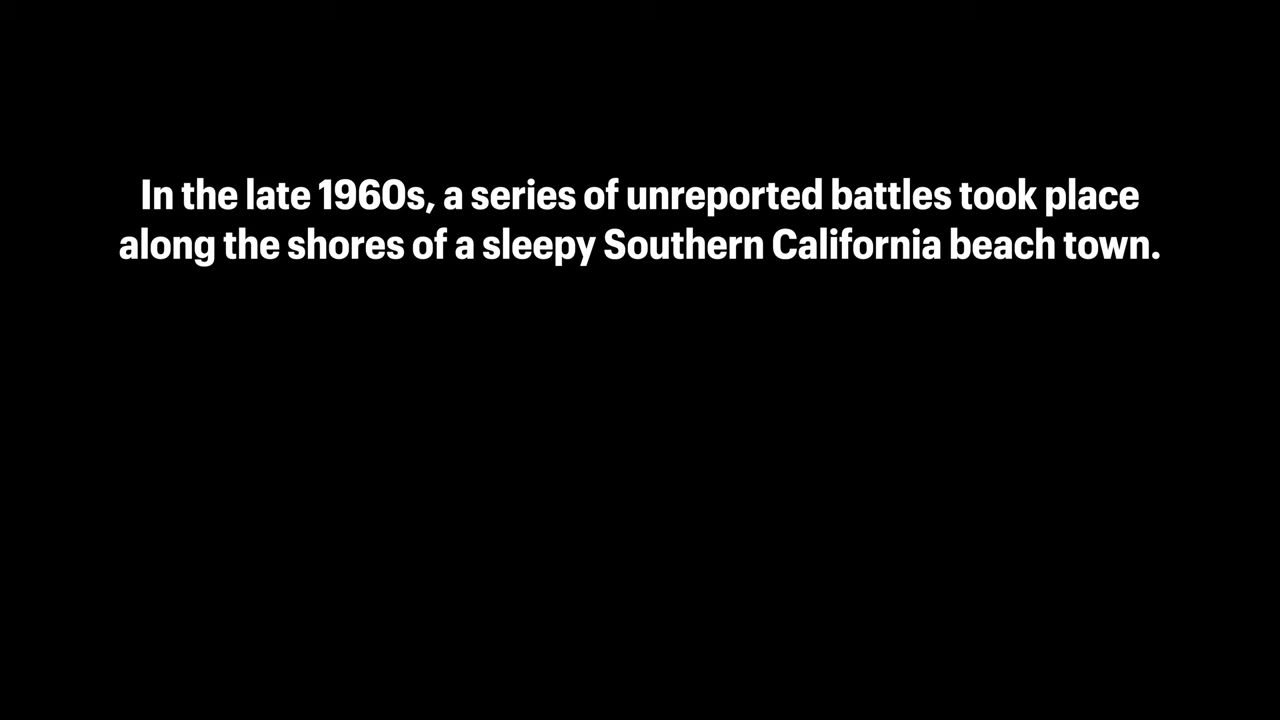 In the late 1960s, a series of unreported battles took place
along the shores of a sleepy Southern California beach town.